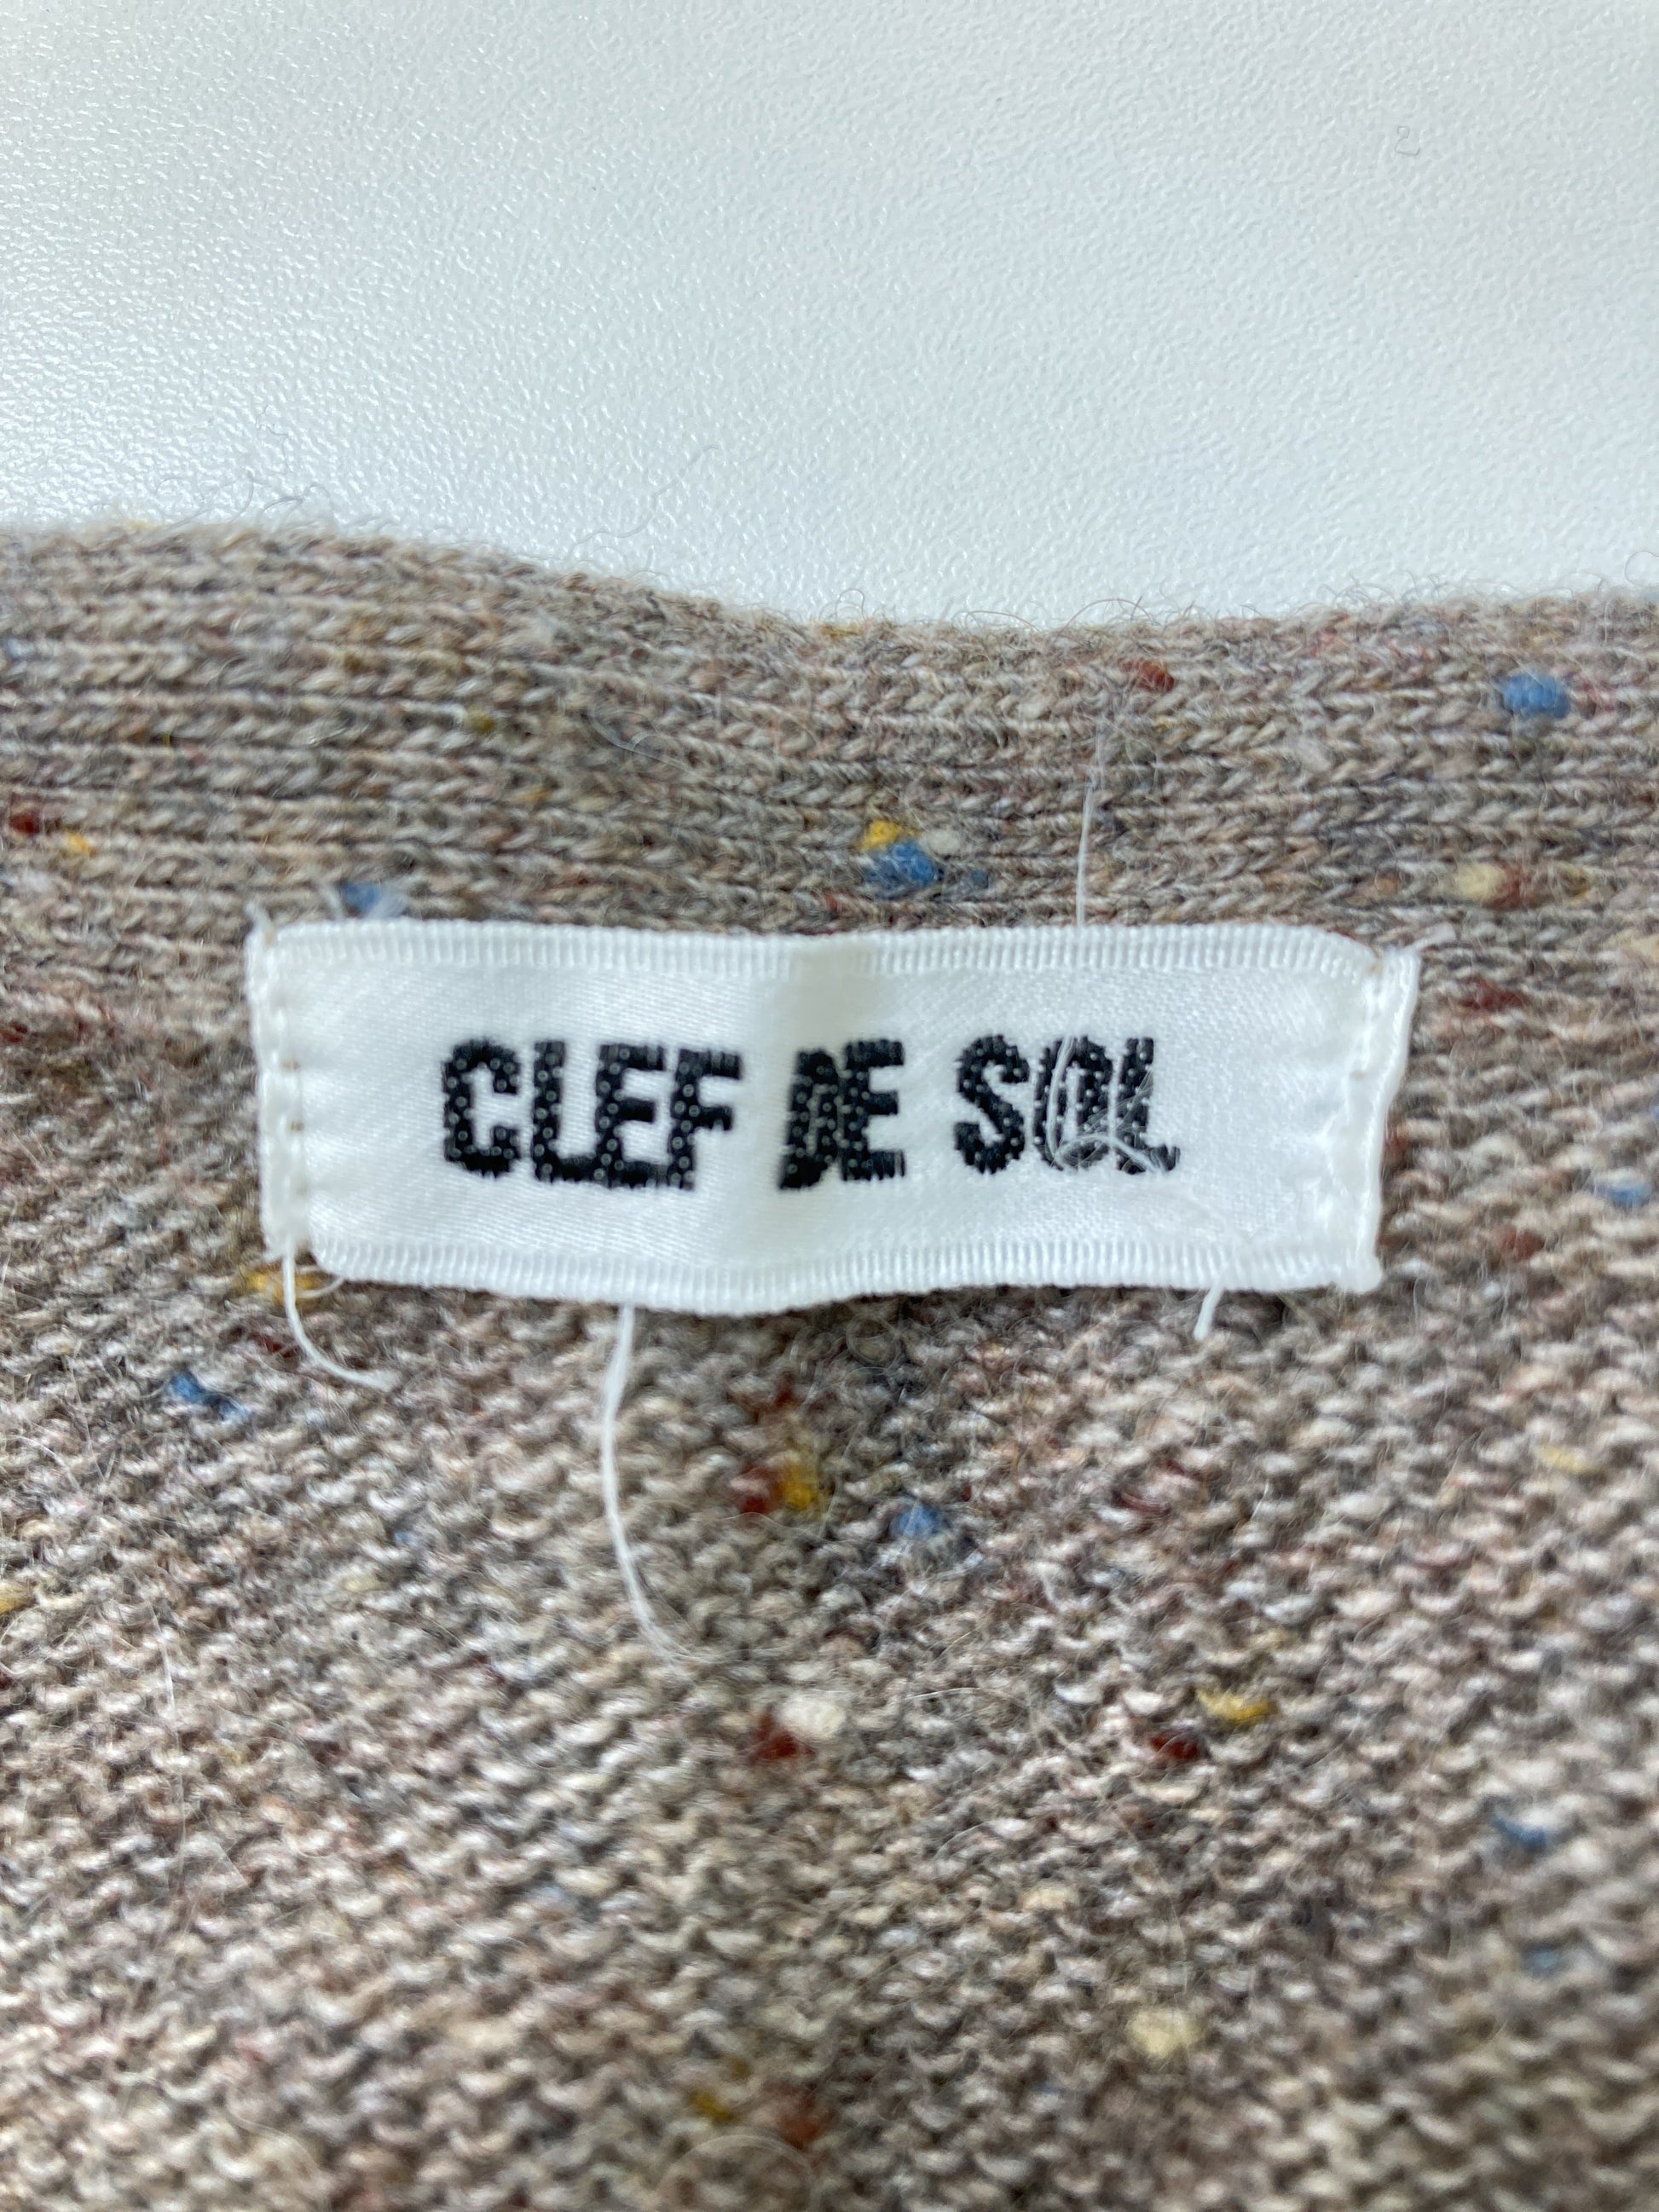 CLEF DE SOL